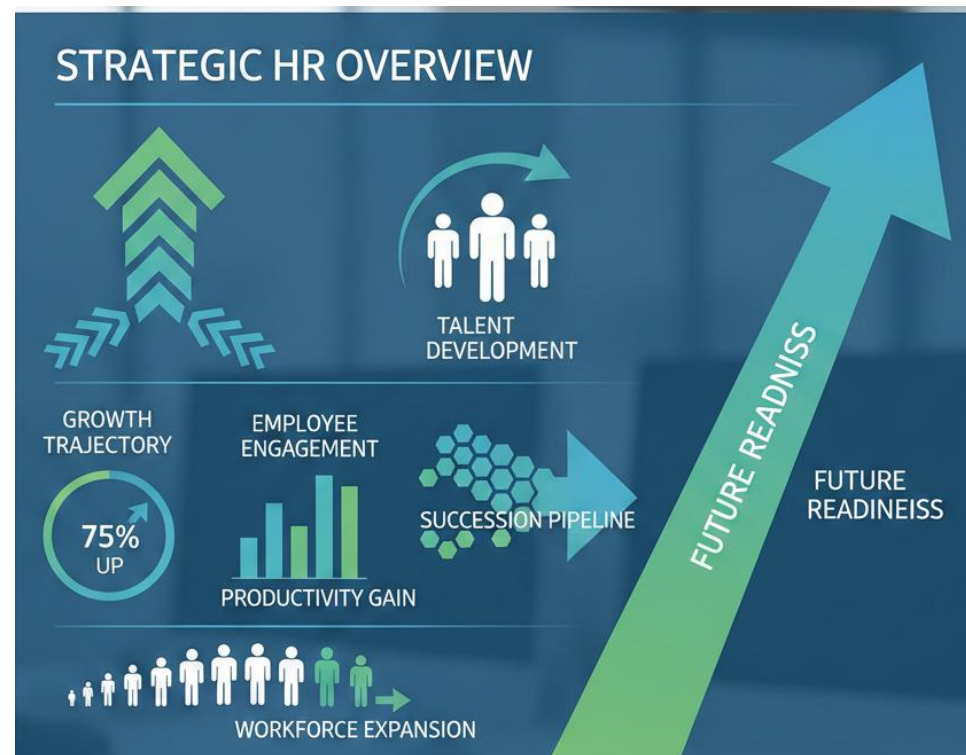 STRATEGIC HR OVERVIEW
TALENT
DEVELOPMENT
GROWTH
TRAJECTORY
75%
UP
EMPLOYEE
ENGAGEMENT
PRODUCTIVITY GAIN
SUCCESSION PIPELINE
FUTURE READNISS
FUTURE
READINEISS
WORKFORCE EXPANSION